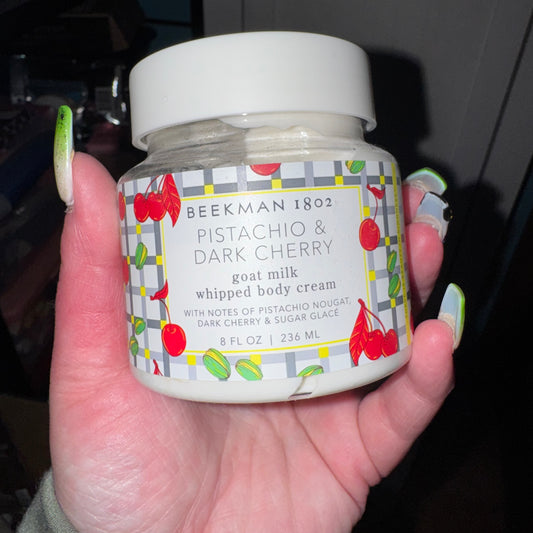 BEEKMAN 1802
PISTACHIO &
DARK CHERRY
goat milk
whipped body cream
WITH NOTES OF PISTACHIO NOUGAT,
DARK CHERRY & SUGAR GLACÉ
8 FL OZ | 236 ML